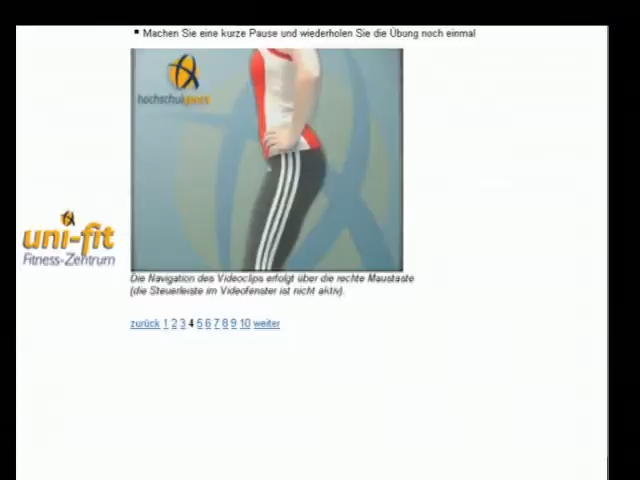 ▪ Machen Sie eine kurze Pause und wiederholen Sie die Übung noch einmal
hochschulsport
uni-fit
Fitness-Zentrum
Die Navigation des Videoclips erfolgt über die rechte Maustaste
(die Steuerleiste im Videofenster ist nicht aktiv).
zurück 1 2 3 4 5 6 7 8 9 10 weiter